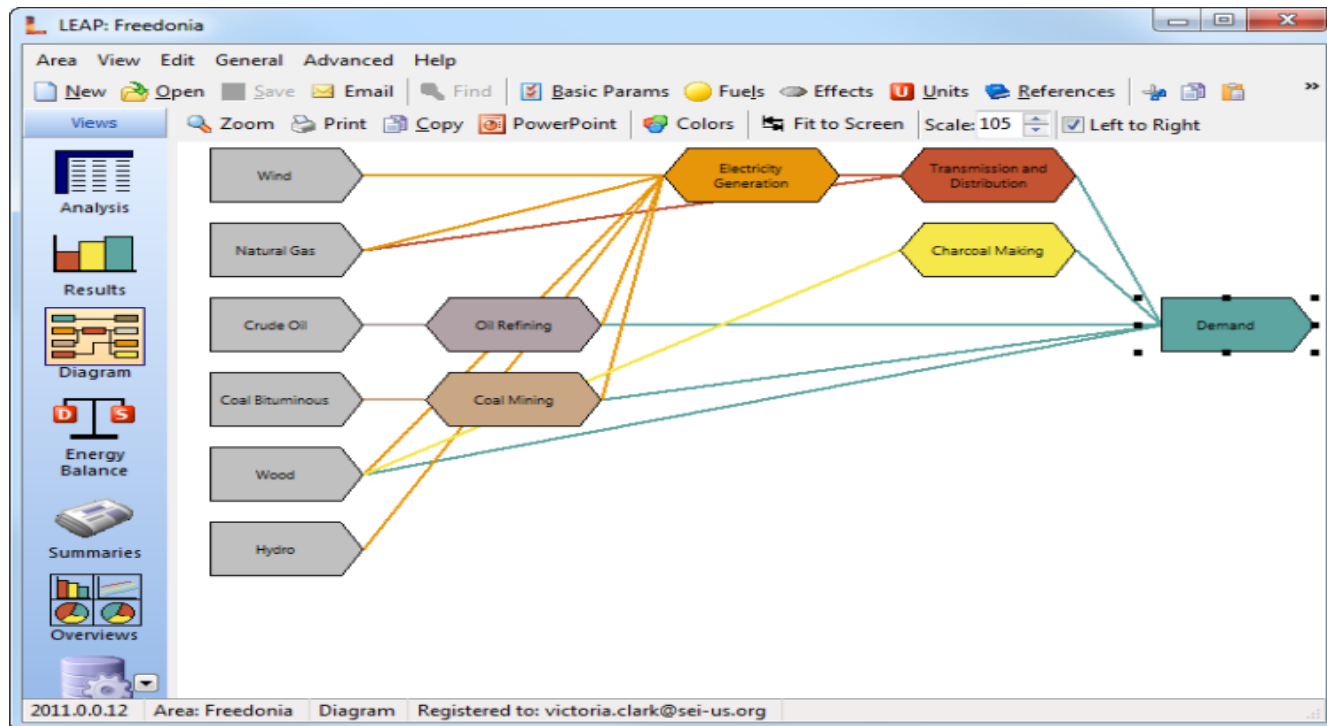 LEAP: Freedonia
Area View Edit General Advanced Help
New Open Save Email Find Basic Params Fuels Effects Units References »
Views Zoom Print Copy PowerPoint Colors Fit to Screen Scale: 105 Left to Right
Analysis
Results
Diagram
D S
Energy
Balance
Summaries
Overviews
Wind
Electricity
Generation
Transmission and
Distribution
Natural Gas
Charcoal Making
Crude Oil
Oil Refining
Demand
Coal Bituminous
Coal Mining
Wood
Hydro
2011.0.0.12 Area: Freedonia Diagram Registered to: victoria.clark@sei-us.org